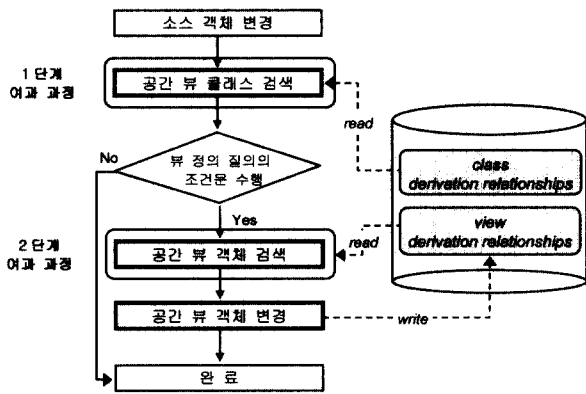 소스 객체 변경
1 단계
여과 과정
공간 뷰 클래스 검색
read
No
뷰 정의 질의의
조건문 수행
class
derivation relationships
Yes
view
derivation relationships
2 단계
여과 과정
공간 뷰 객체 검색
read
공간 뷰 객체 변경
write
완 료